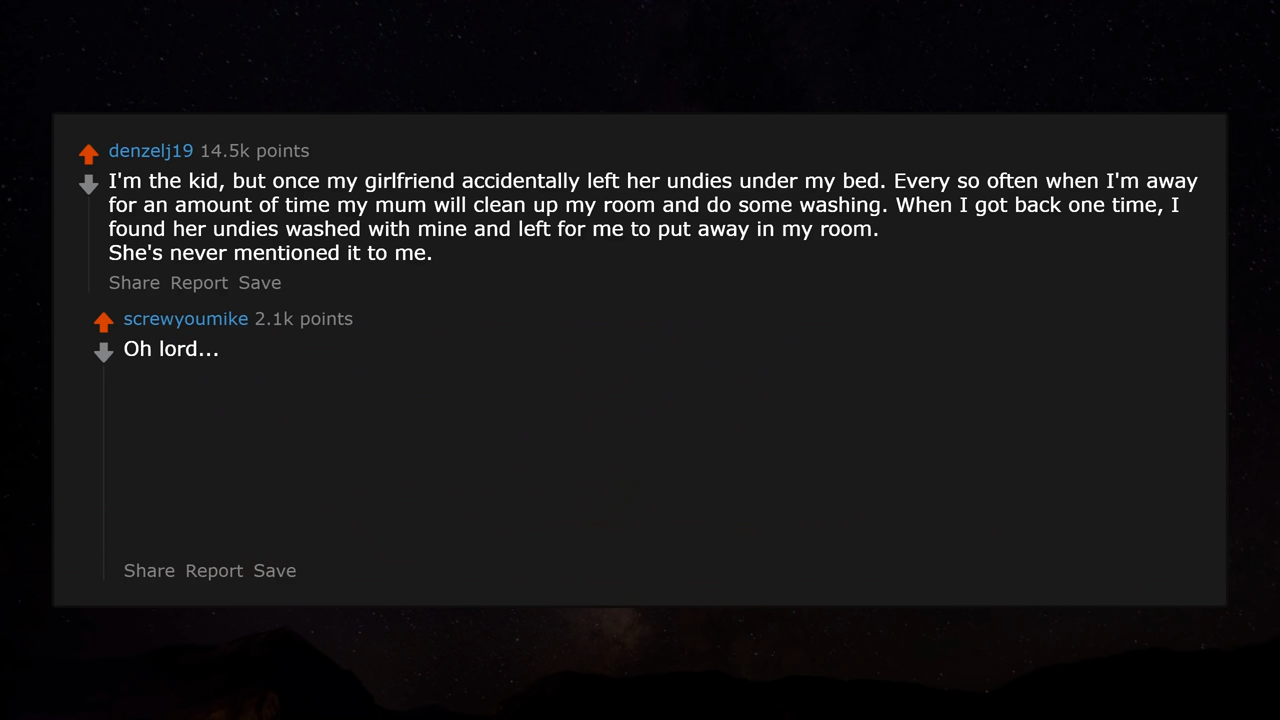 denzelj19 14.5k points
I'm the kid, but once my girlfriend accidentally left her undies under my bed. Every so often when I'm away
for an amount of time my mum will clean up my room and do some washing. When I got back one time, I
found her undies washed with mine and left for me to put away in my room.
She's never mentioned it to me.
Share Report Save
screwyoumike 2.1k points
Oh lord...
Share Report Save